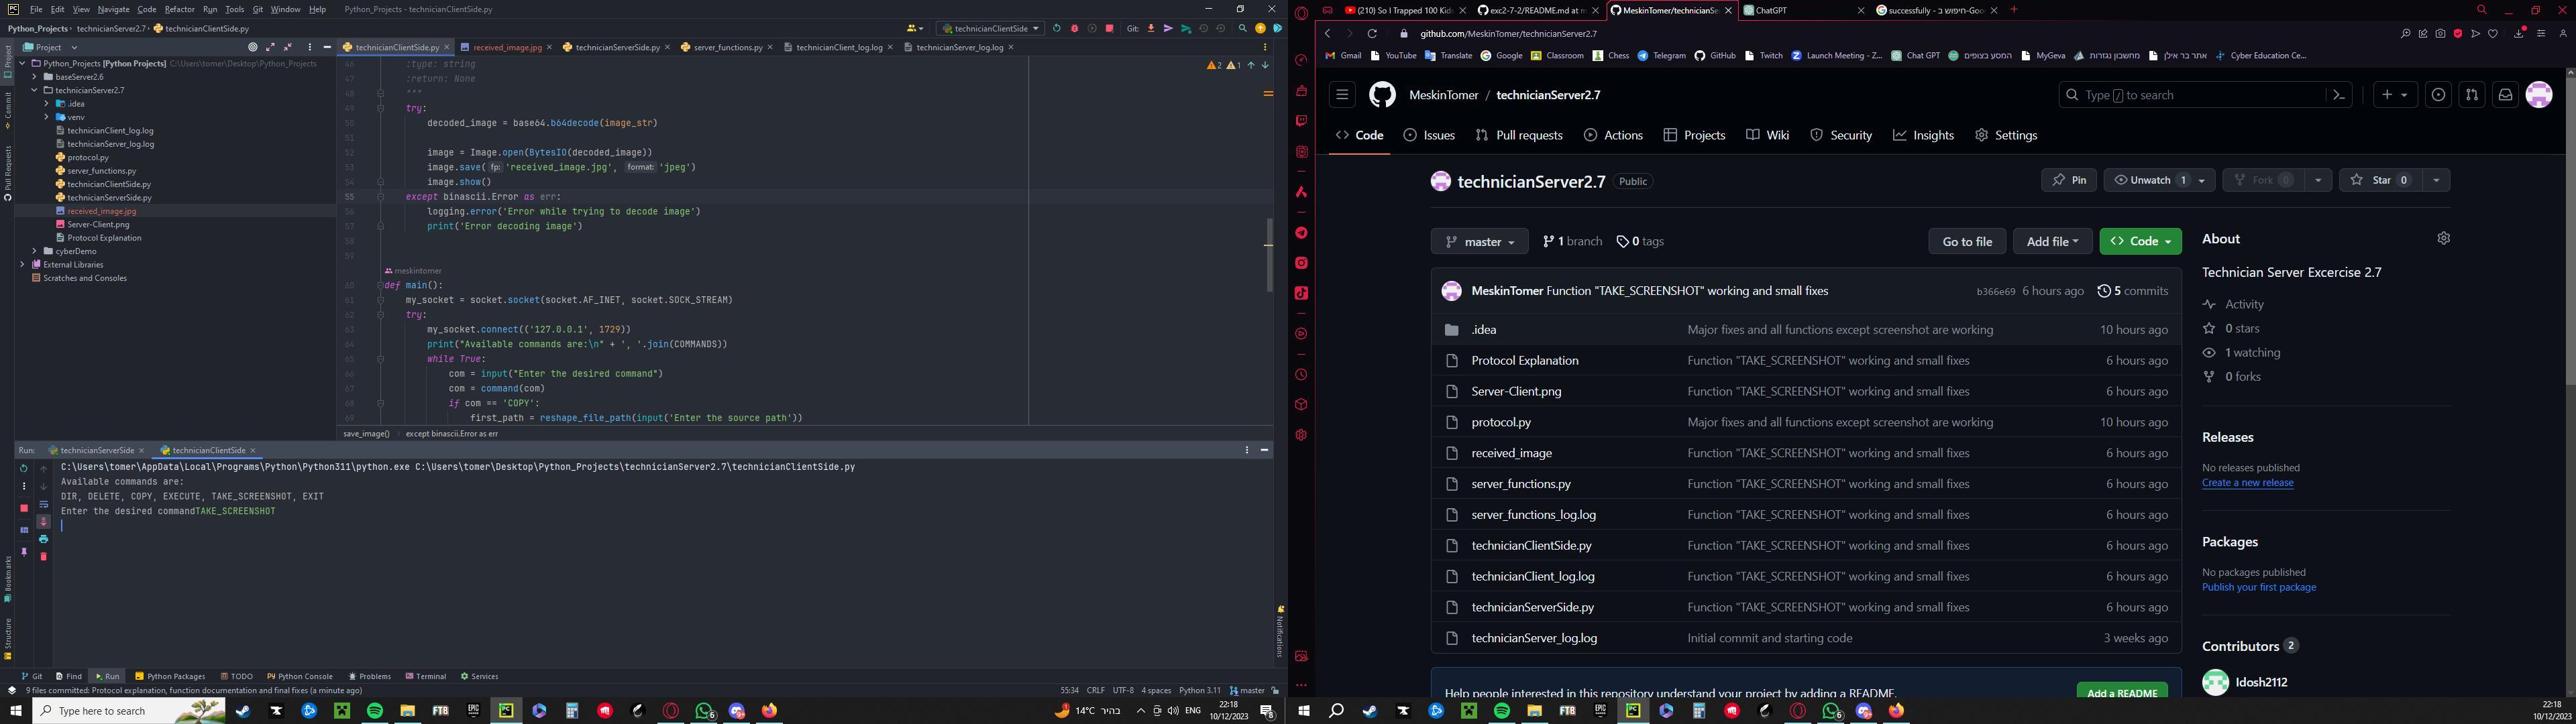 File Edit View Navigate Code Refactor Run Tools Git Window Help Python_Projects - technicianClientSide.py
Python_Projects technicianServer2.7 technicianClientSide.py
technicianClientSide Git:
Project
technicianClientSide.py received_image.jpg technicianServerSide.py server_functions.py technicianClient_log.log technicianServer_log.log
Project
Commit
Pull Requests
Bookmarks
Structure
Notifications
Python_Projects [Python Projects] C:\Users\tomer\Desktop\Python_Projects
baseServer2.6
technicianServer2.7
.idea
venv
technicianClient_log.log
technicianServer_log.log
protocol.py
server_functions.py
technicianClientSide.py
technicianServerSide.py
received_image.jpg
Server-Client.png
Protocol Explanation
cyberDemo
External Libraries
Scratches and Consoles
2 1
46 :type: string
47 :return: None
48 """
49 try:
50 decoded_image = base64.b64decode(image_str)
51
52 image = Image.open(BytesIO(decoded_image))
53 image.save( fp: 'received_image.jpg', format: 'jpeg')
54 image.show()
55 except binascii.Error as err:
56 logging.error('Error while trying to decode image')
57 print('Error decoding image')
58
59
meskintomer
60 def main():
61 my_socket = socket.socket(socket.AF_INET, socket.SOCK_STREAM)
62 try:
63 my_socket.connect(('127.0.0.1', 1729))
64 print("Available commands are:\n" + ', '.join(COMMANDS))
65 while True:
66 com = input("Enter the desired command")
67 com = command(com)
68 if com == 'COPY':
69 first_path = reshape_file_path(input('Enter the source path'))
save_image() except binascii.Error as err
Run: technicianServerSide technicianClientSide
C:\Users\tomer\AppData\Local\Programs\Python\Python311\python.exe C:\Users\tomer\Desktop\Python_Projects\technicianServer2.7\technicianClientSide.py
Available commands are:
DIR, DELETE, COPY, EXECUTE, TAKE_SCREENSHOT, EXIT
Enter the desired commandTAKE_SCREENSHOT
Git Find Run Python Packages TODO Python Console Problems Terminal Services
9 files committed: Protocol explanation, function documentation and final fixes (a minute ago)
55:34 CRLF UTF-8 4 spaces Python 3.11 master
Type here to search
14°C בהיר ENG 22:18 10/12/2023
(210) So I Trapped 100 Kid exc2-7-2/README.md at m MeskinTomer/technicianSe ChatGPT successfully - חיפוש ב-Goo
github.com/MeskinTomer/technicianServer2.7
Gmail YouTube Translate Google Classroom Chess Telegram GitHub Twitch Launch Meeting - Z... Chat GPT המסע בצופים MyGeva מחשבון נגזרות אתר בר אילן Cyber Education Ce...
MeskinTomer / technicianServer2.7
Type / to search
Code Issues Pull requests Actions Projects Wiki Security Insights Settings
technicianServer2.7 Public
Pin Unwatch 1 Fork 0 Star 0
master 1 branch 0 tags Go to file Add file Code
MeskinTomer Function "TAKE_SCREENSHOT" working and small fixes b366e69 6 hours ago 5 commits
.idea Major fixes and all functions except screenshot are working 10 hours ago
Protocol Explanation Function "TAKE_SCREENSHOT" working and small fixes 6 hours ago
Server-Client.png Function "TAKE_SCREENSHOT" working and small fixes 6 hours ago
protocol.py Major fixes and all functions except screenshot are working 10 hours ago
received_image Function "TAKE_SCREENSHOT" working and small fixes 6 hours ago
server_functions.py Function "TAKE_SCREENSHOT" working and small fixes 6 hours ago
server_functions_log.log Function "TAKE_SCREENSHOT" working and small fixes 6 hours ago
technicianClientSide.py Function "TAKE_SCREENSHOT" working and small fixes 6 hours ago
technicianClient_log.log Function "TAKE_SCREENSHOT" working and small fixes 6 hours ago
technicianServerSide.py Function "TAKE_SCREENSHOT" working and small fixes 6 hours ago
technicianServer_log.log Initial commit and starting code 3 weeks ago
Help people interested in this repository understand your project by adding a README. Add a README
About
Technician Server Excercise 2.7
Activity
0 stars
1 watching
0 forks
Releases
No releases published
Create a new release
Packages
No packages published
Publish your first package
Contributors 2
Idosh2112
22:18
10/12/20